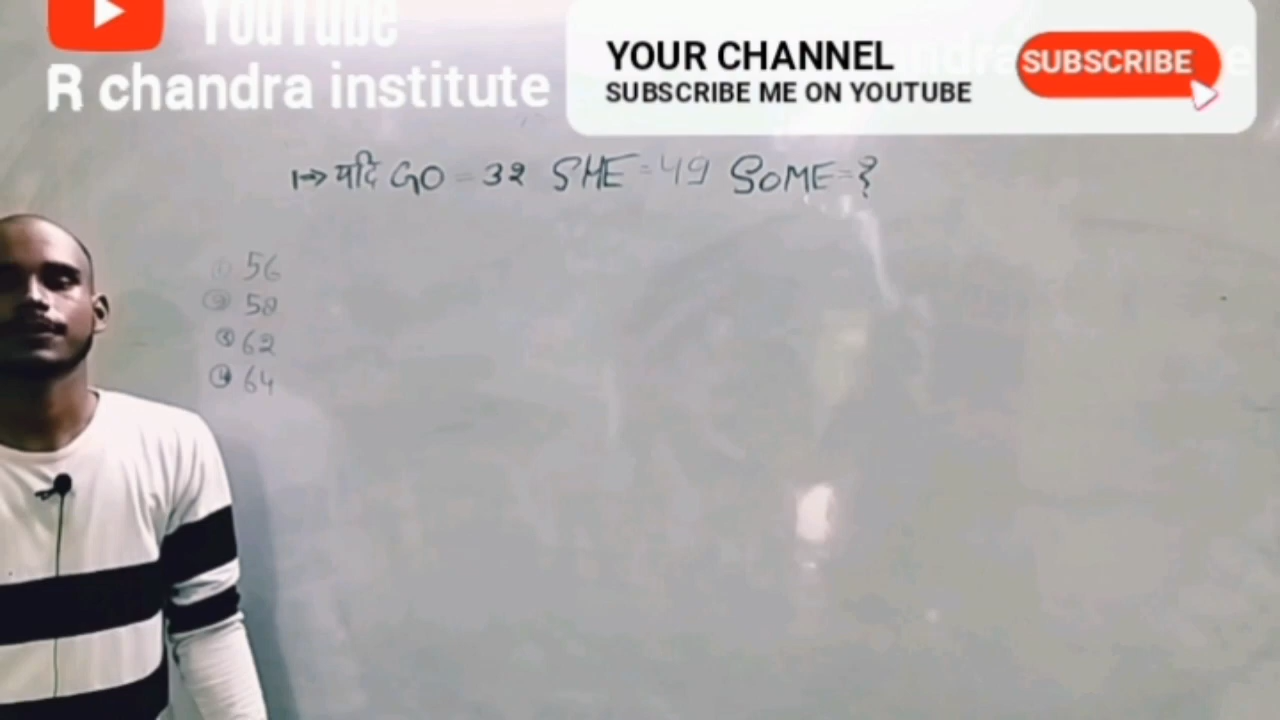 YouTube
R chandra institute
YOUR CHANNEL
SUBSCRIBE ME ON YOUTUBE
SUBSCRIBE
1→ यदि GO = 32 SHE = 49 SOME = ?
① 56
② 58
③ 62
④ 64